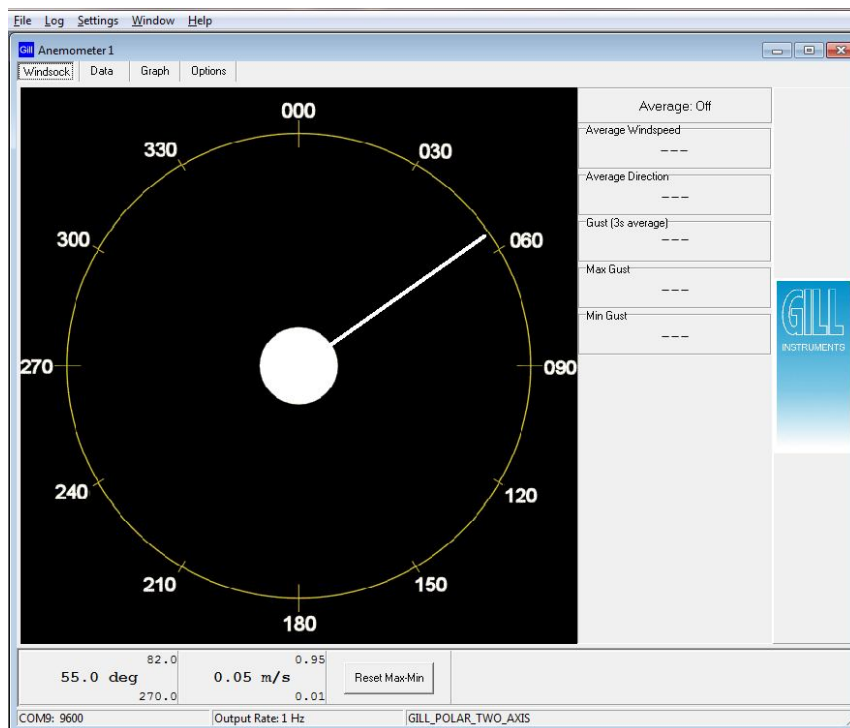 File Log Settings Window Help
Gill Anemometer 1
Windsock Data Graph Options
000
030
060
090
120
150
180
210
240
270
300
330
Average: Off
Average Windspeed
---
Average Direction
---
Gust (3s average)
---
Max Gust
---
Min Gust
---
GILL
INSTRUMENTS
82.0
55.0 deg
270.0
0.95
0.05 m/s
0.01
Reset Max-Min
COM9: 9600 Output Rate: 1 Hz GILL_POLAR_TWO_AXIS